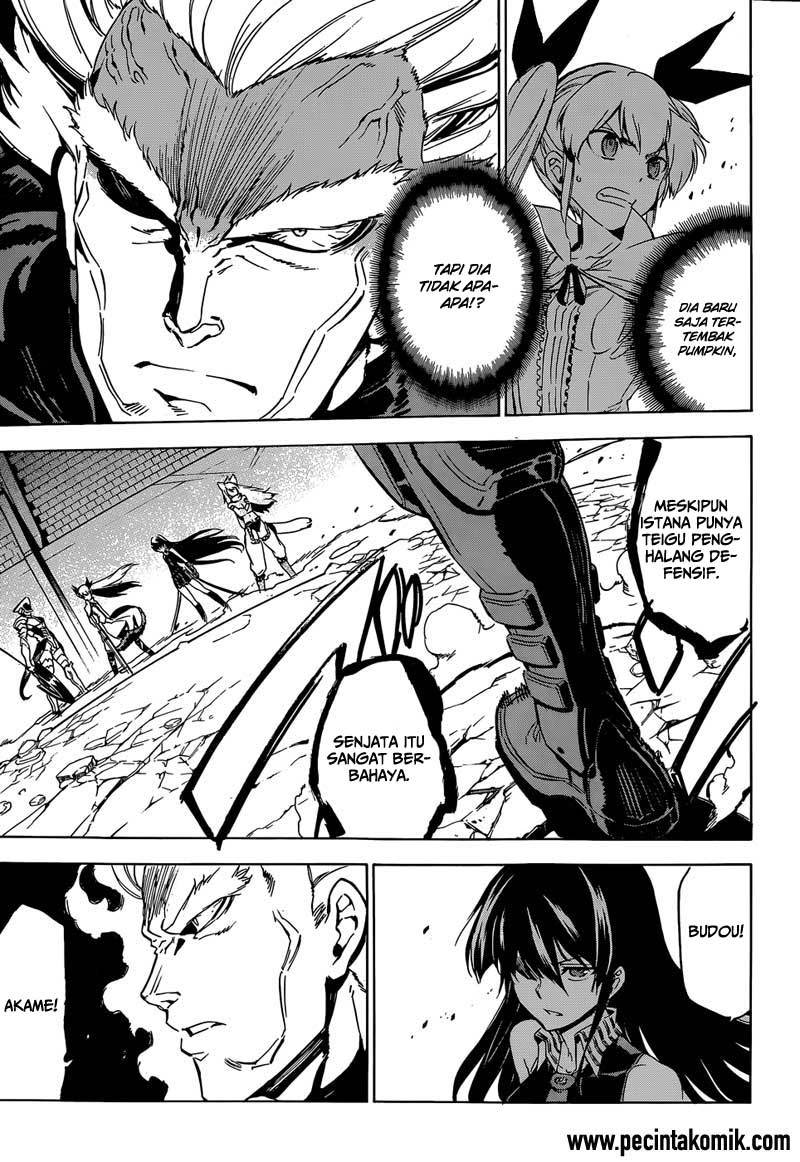 DIA BARU
SAJA TER-
TEMBAK
PUMPKIN,
TAPI DIA
TIDAK APA-
APA!?
MESKIPUN
ISTANA PUNYA
TEIGU PENG-
HALANG DE-
FENSIF.
SENJATA ITU
SANGAT BER-
BAHAYA.
BUDOU!
AKAME!
www.pecintakomik.com